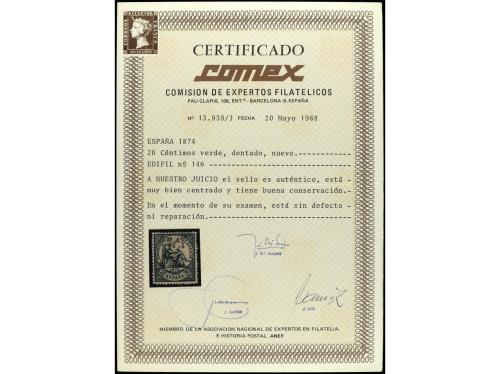 CERTIFICADO
comex
COMISION DE EXPERTOS FILATELICOS
PAU CLARIS, 106, ENT.º - BARCELONA-9. ESPAÑA
Nº 13.939/I FECHA 20 Mayo 1988
ESPAÑA 1874
20 Céntimos verde, dentado, nuevo.
EDIFIL nº 146
A NUESTRO JUICIO el sello es auténtico, está
muy bien centrado y tiene buena conservación.
En el momento de su examen, está sin defecto
ni reparación.
MIEMBRO DE LA ASOCIACION NACIONAL DE EXPERTOS EN FILATELIA
E HISTORIA POSTAL. ANEF